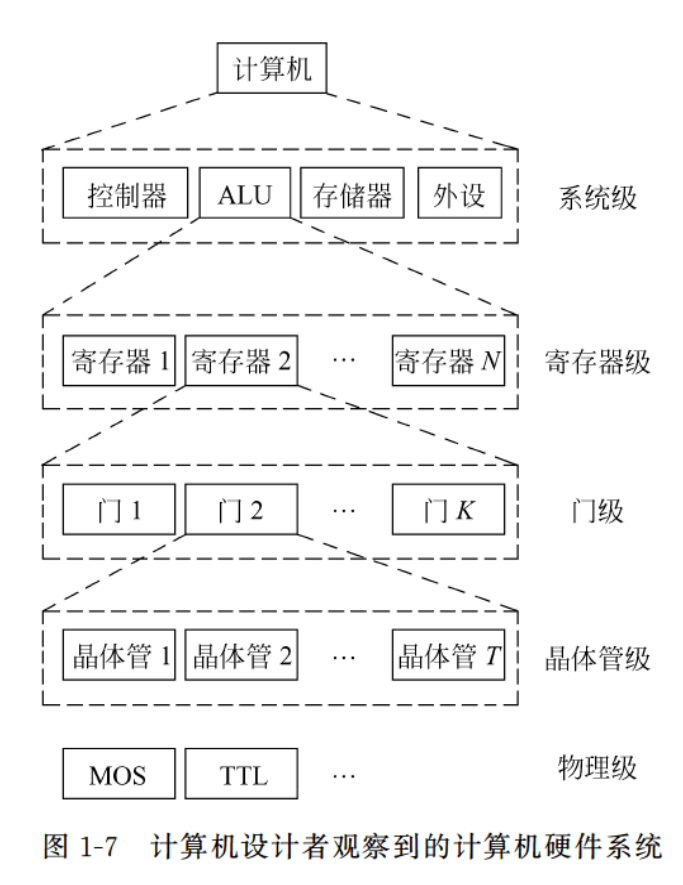 计算机
控制器 ALU 存储器 外设 系统级
寄存器 1 寄存器 2 … 寄存器 N 寄存器级
门 1 门 2 … 门 K 门级
晶体管 1 晶体管 2 … 晶体管 T 晶体管级
MOS TTL … 物理级
图 1-7 计算机设计者观察到的计算机硬件系统